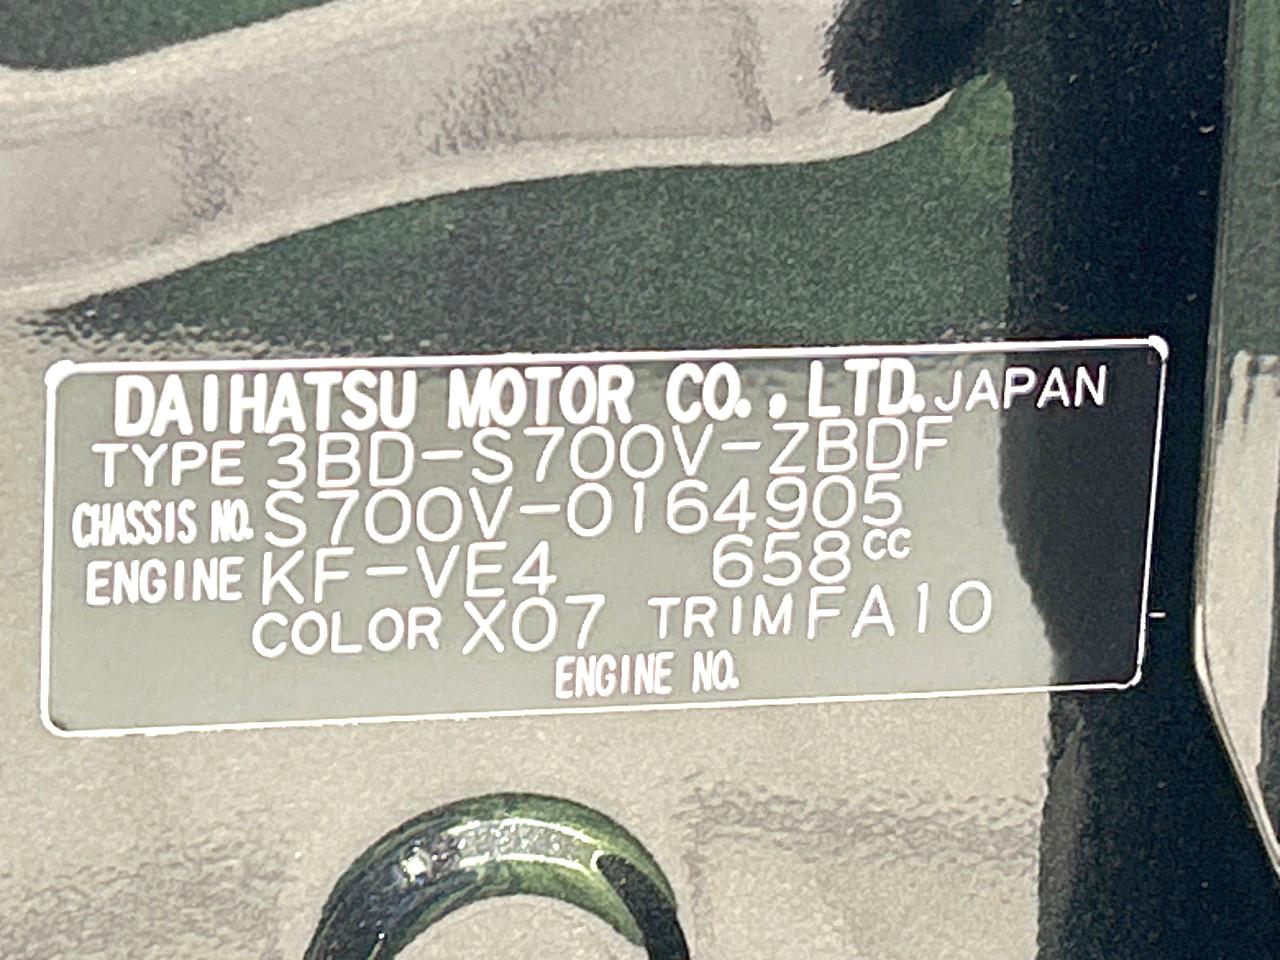 DAIHATSU MOTOR CO., LTD. JAPAN
TYPE 3BD-S700V-ZBDF
CHASSIS NO. S700V-0164905
ENGINE KF-VE4 658cc
COLOR X07 TRIM FA10
ENGINE NO.